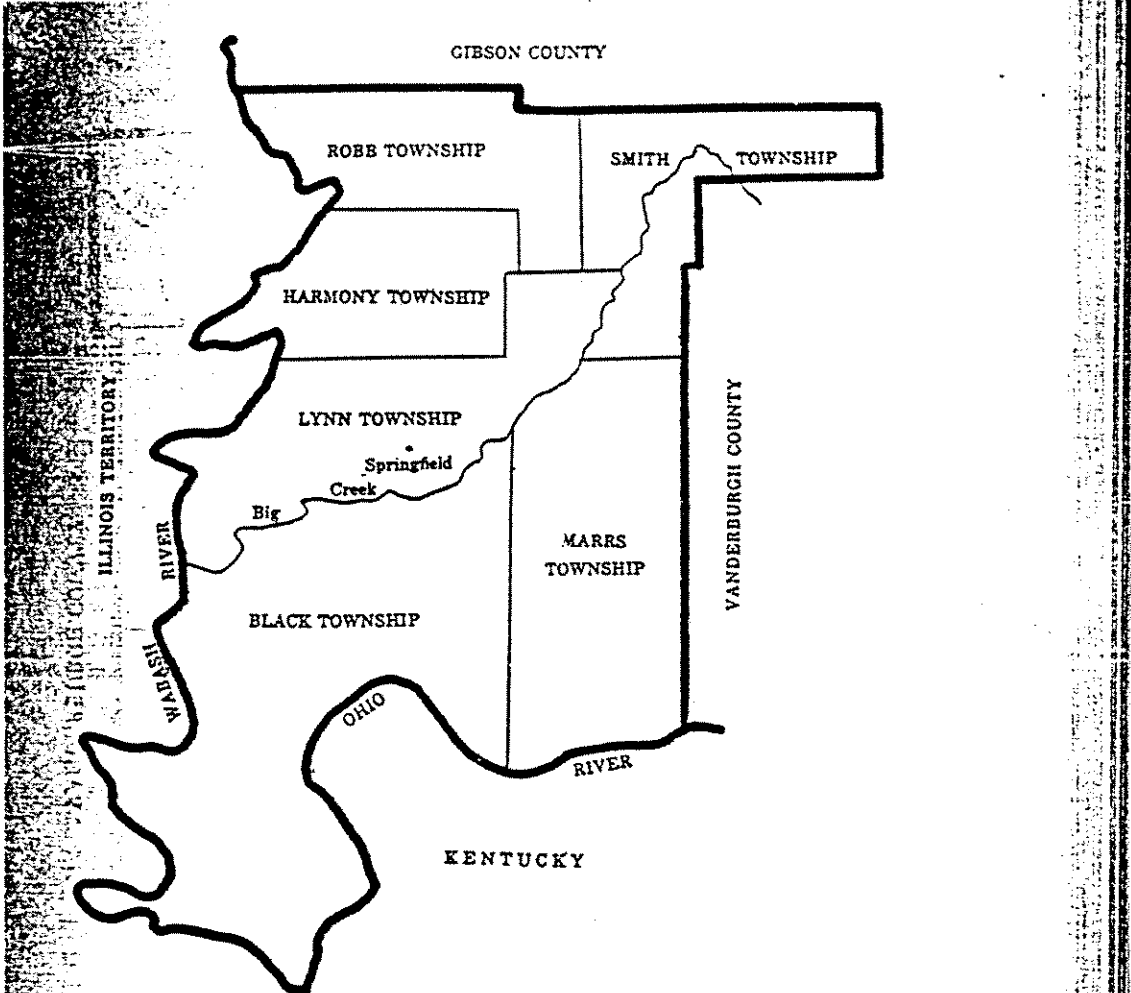 GIBSON COUNTY
ROBB TOWNSHIP
SMITH TOWNSHIP
HARMONY TOWNSHIP
LYNN TOWNSHIP
Springfield
Big Creek
ILLINOIS TERRITORY
WABASH RIVER
VANDERBURGH COUNTY
MARRS
TOWNSHIP
BLACK TOWNSHIP
OHIO RIVER
KENTUCKY